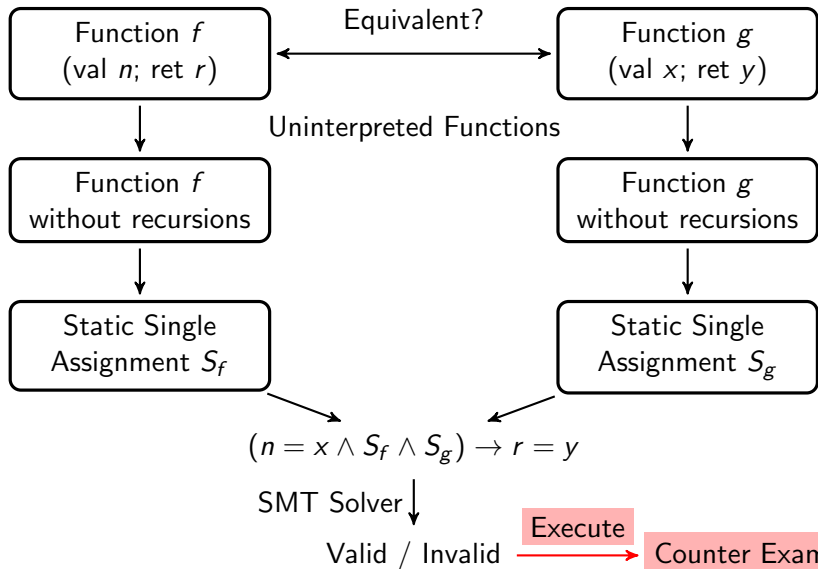 Function f
(val n; ret r)
Equivalent?
Function g
(val x; ret y)
Uninterpreted Functions
Function f
without recursions
Function g
without recursions
Static Single
Assignment S_f
Static Single
Assignment S_g
(n = x ∧ S_f ∧ S_g) → r = y
SMT Solver
Valid / Invalid
Execute
Counter Exam